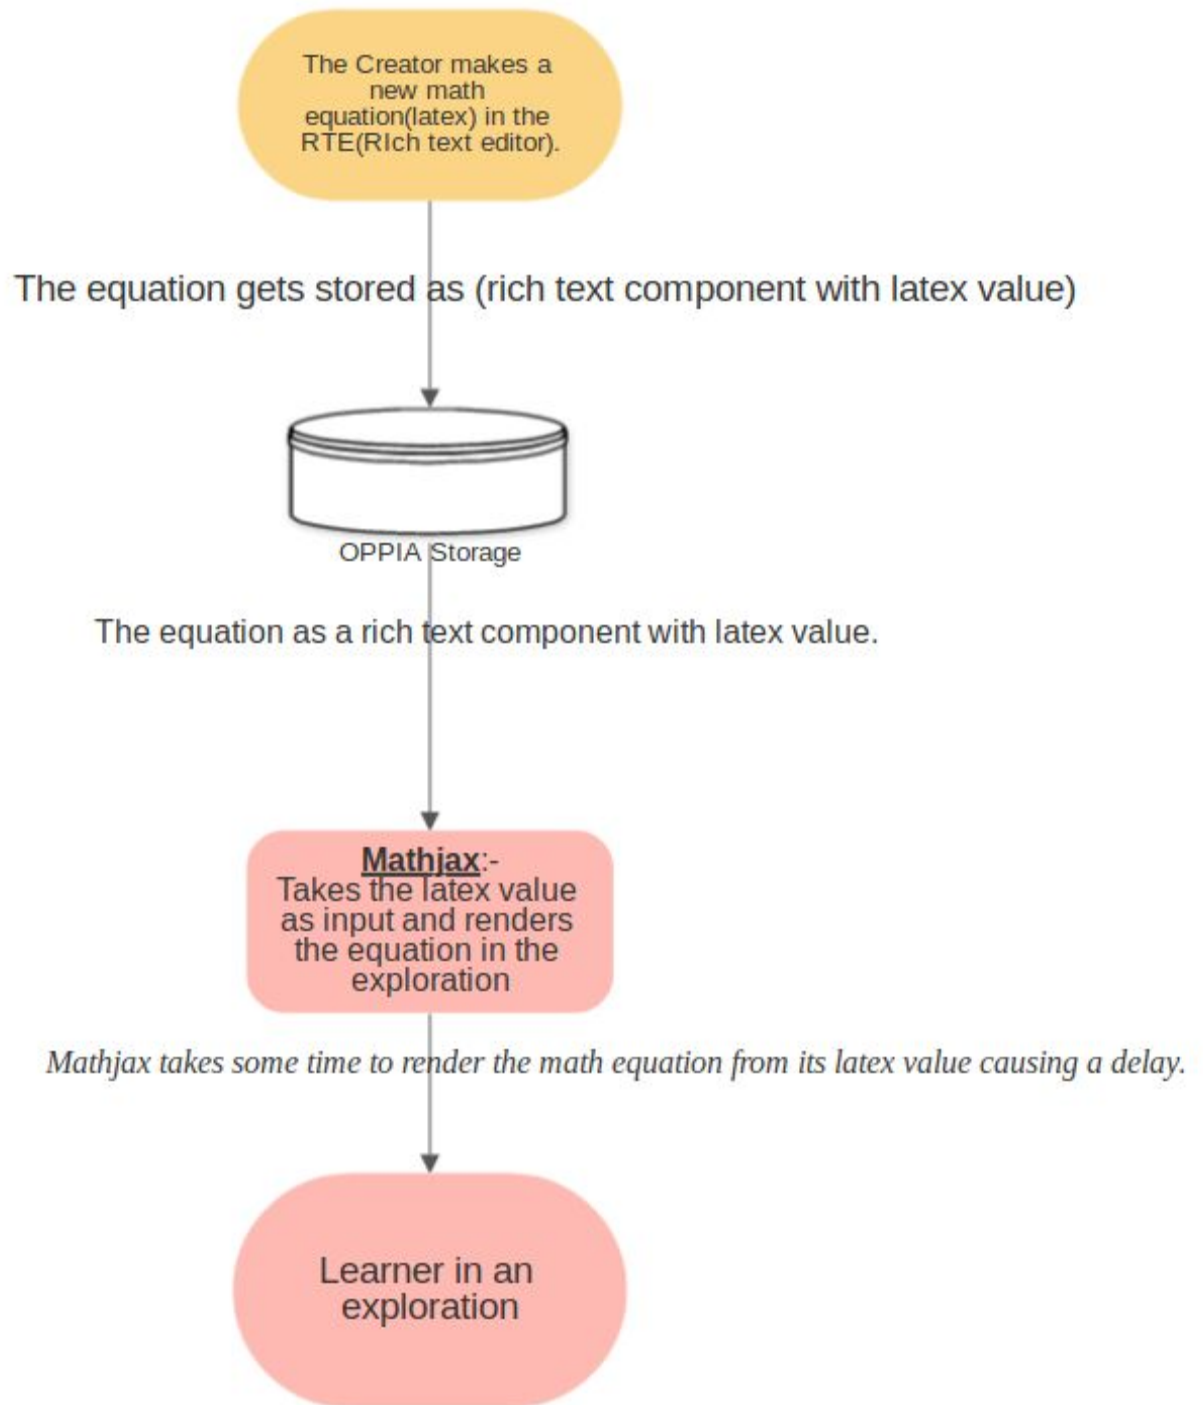 The Creator makes a
new math
equation(latex) in the
RTE(RIch text editor).
The equation gets stored as (rich text component with latex value)
OPPIA Storage
The equation as a rich text component with latex value.
Mathjax:-
Takes the latex value
as input and renders
the equation in the
exploration
Mathjax takes some time to render the math equation from its latex value causing a delay.
Learner in an
exploration